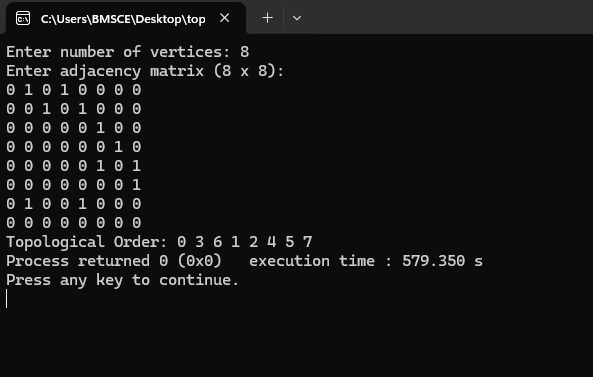 C:\Users\BMSCE\Desktop\top
Enter number of vertices: 8
Enter adjacency matrix (8 x 8):
0 1 0 1 0 0 0 0
0 0 1 0 1 0 0 0
0 0 0 0 0 1 0 0
0 0 0 0 0 0 1 0
0 0 0 0 0 1 0 1
0 0 0 0 0 0 0 1
0 1 0 0 1 0 0 0
0 0 0 0 0 0 0 0
Topological Order: 0 3 6 1 2 4 5 7
Process returned 0 (0x0)   execution time : 579.350 s
Press any key to continue.